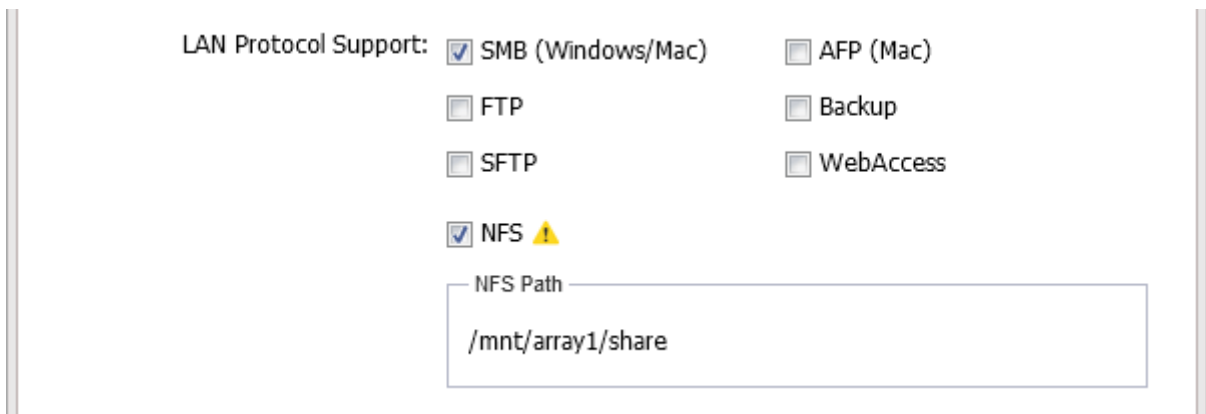 LAN Protocol Support: SMB (Windows/Mac) AFP (Mac)
FTP Backup
SFTP WebAccess
NFS
NFS Path
/mnt/array1/share